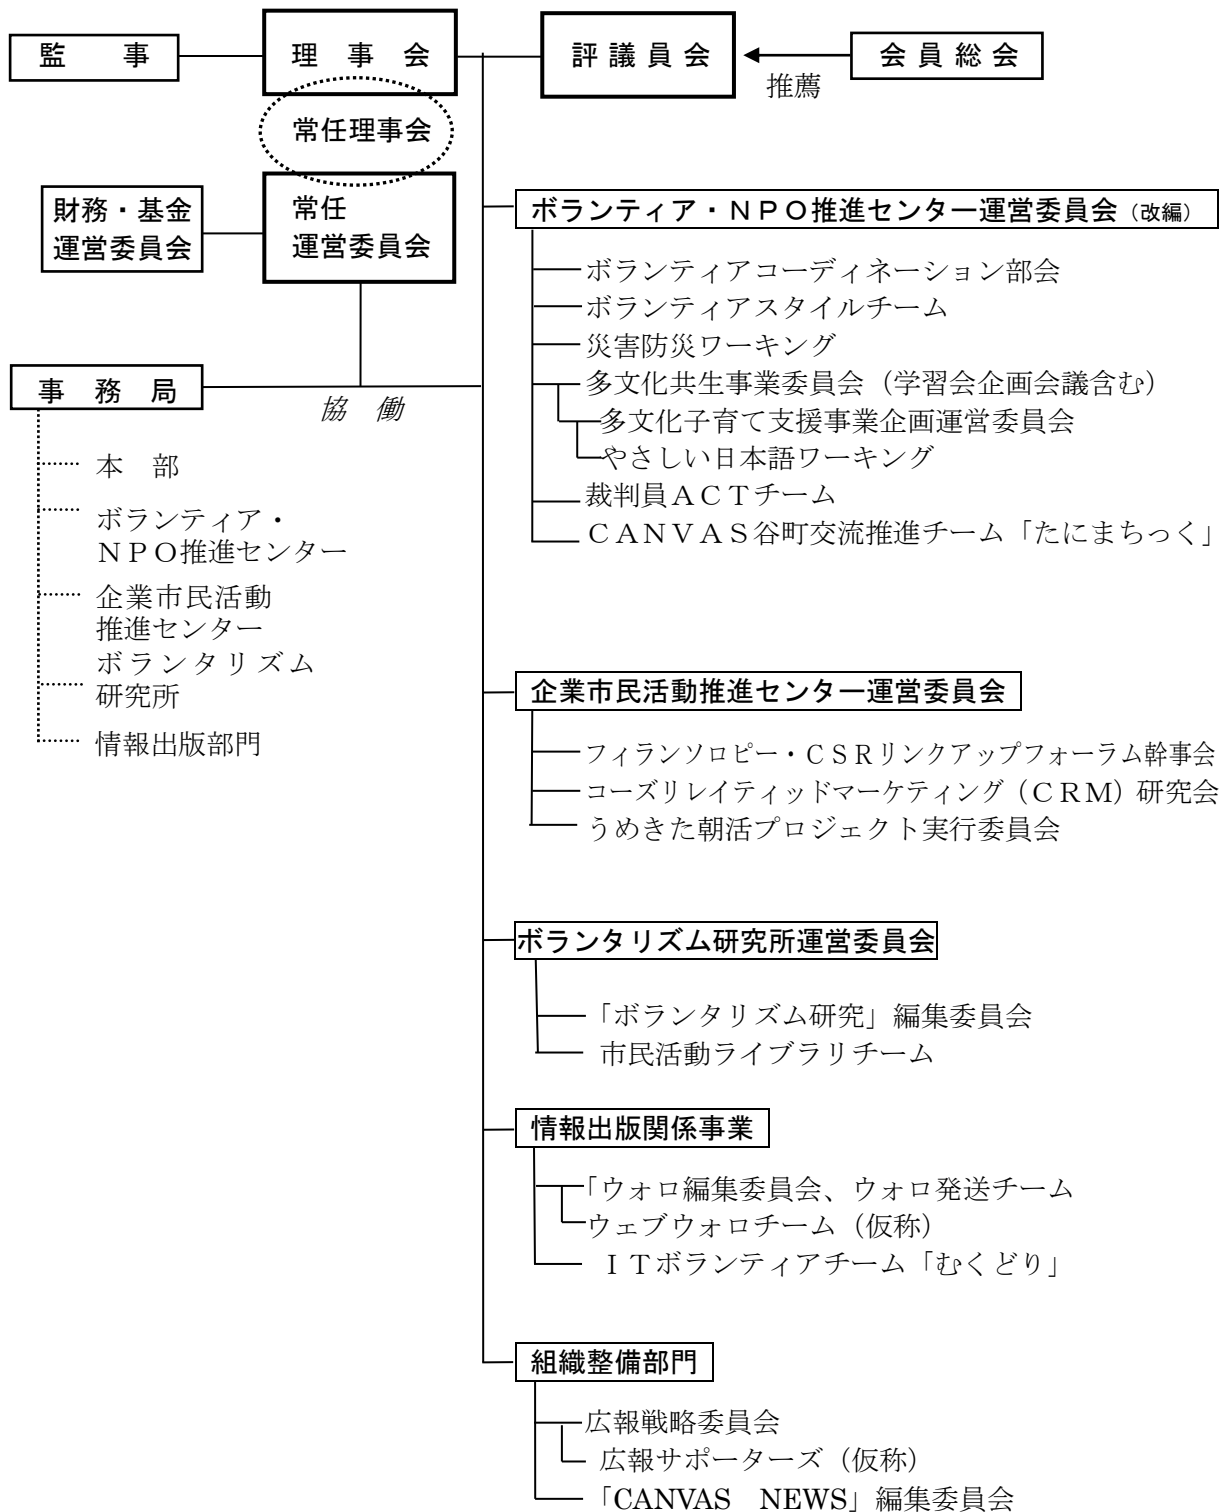 監　事
理　事　会
評 議 員 会
会 員 総 会
推薦
常任理事会
財務・基金
運営委員会
常任
運営委員会
事　務　局
協　働
本　部
ボランティア・
ＮＰＯ推進センター
企業市民活動
推進センター
ボランタリズム
研究所
情報出版部門
ボランティア・ＮＰＯ推進センター運営委員会（改編）
ボランティアコーディネーション部会
ボランティアスタイルチーム
災害防災ワーキング
多文化共生事業委員会（学習会企画会議含む）
多文化子育て支援事業企画運営委員会
やさしい日本語ワーキング
裁判員ＡＣＴチーム
ＣＡＮＶＡＳ谷町交流推進チーム「たにまちっく」
企業市民活動推進センター運営委員会
フィランソロピー・ＣＳＲリンクアップフォーラム幹事会
コーズリレイティッドマーケティング（ＣＲＭ）研究会
うめきた朝活プロジェクト実行委員会
ボランタリズム研究所運営委員会
「ボランタリズム研究」編集委員会
市民活動ライブラリチーム
情報出版関係事業
「ウォロ編集委員会、ウォロ発送チーム
ウェブウォロチーム（仮称）
ＩＴボランティアチーム「むくどり」
組織整備部門
広報戦略委員会
広報サポーターズ（仮称）
「CANVAS　NEWS」編集委員会